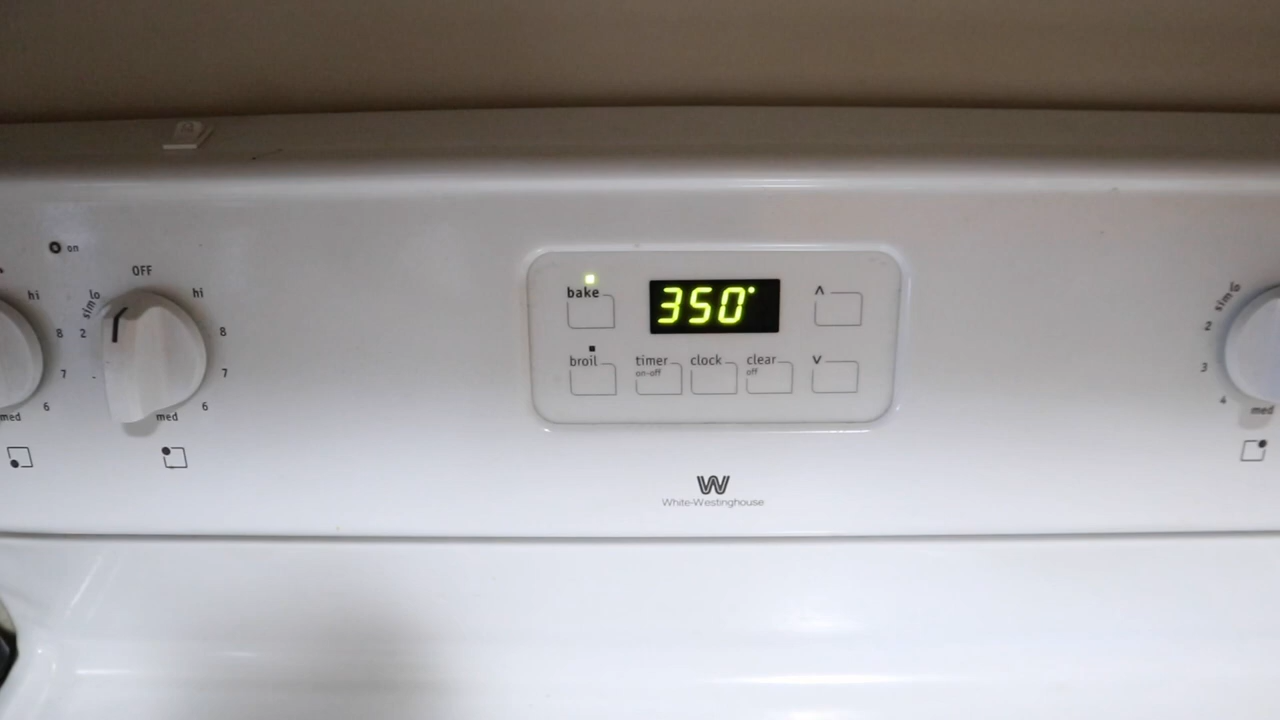 on
OFF
hi
lo
hi
sim
8
2
8
7
-
7
6
6
med
med
bake
350°
^
broil
timer
on-off
clock
clear
off
v
W
White-Westinghouse
lo
sim
2
3
4
med